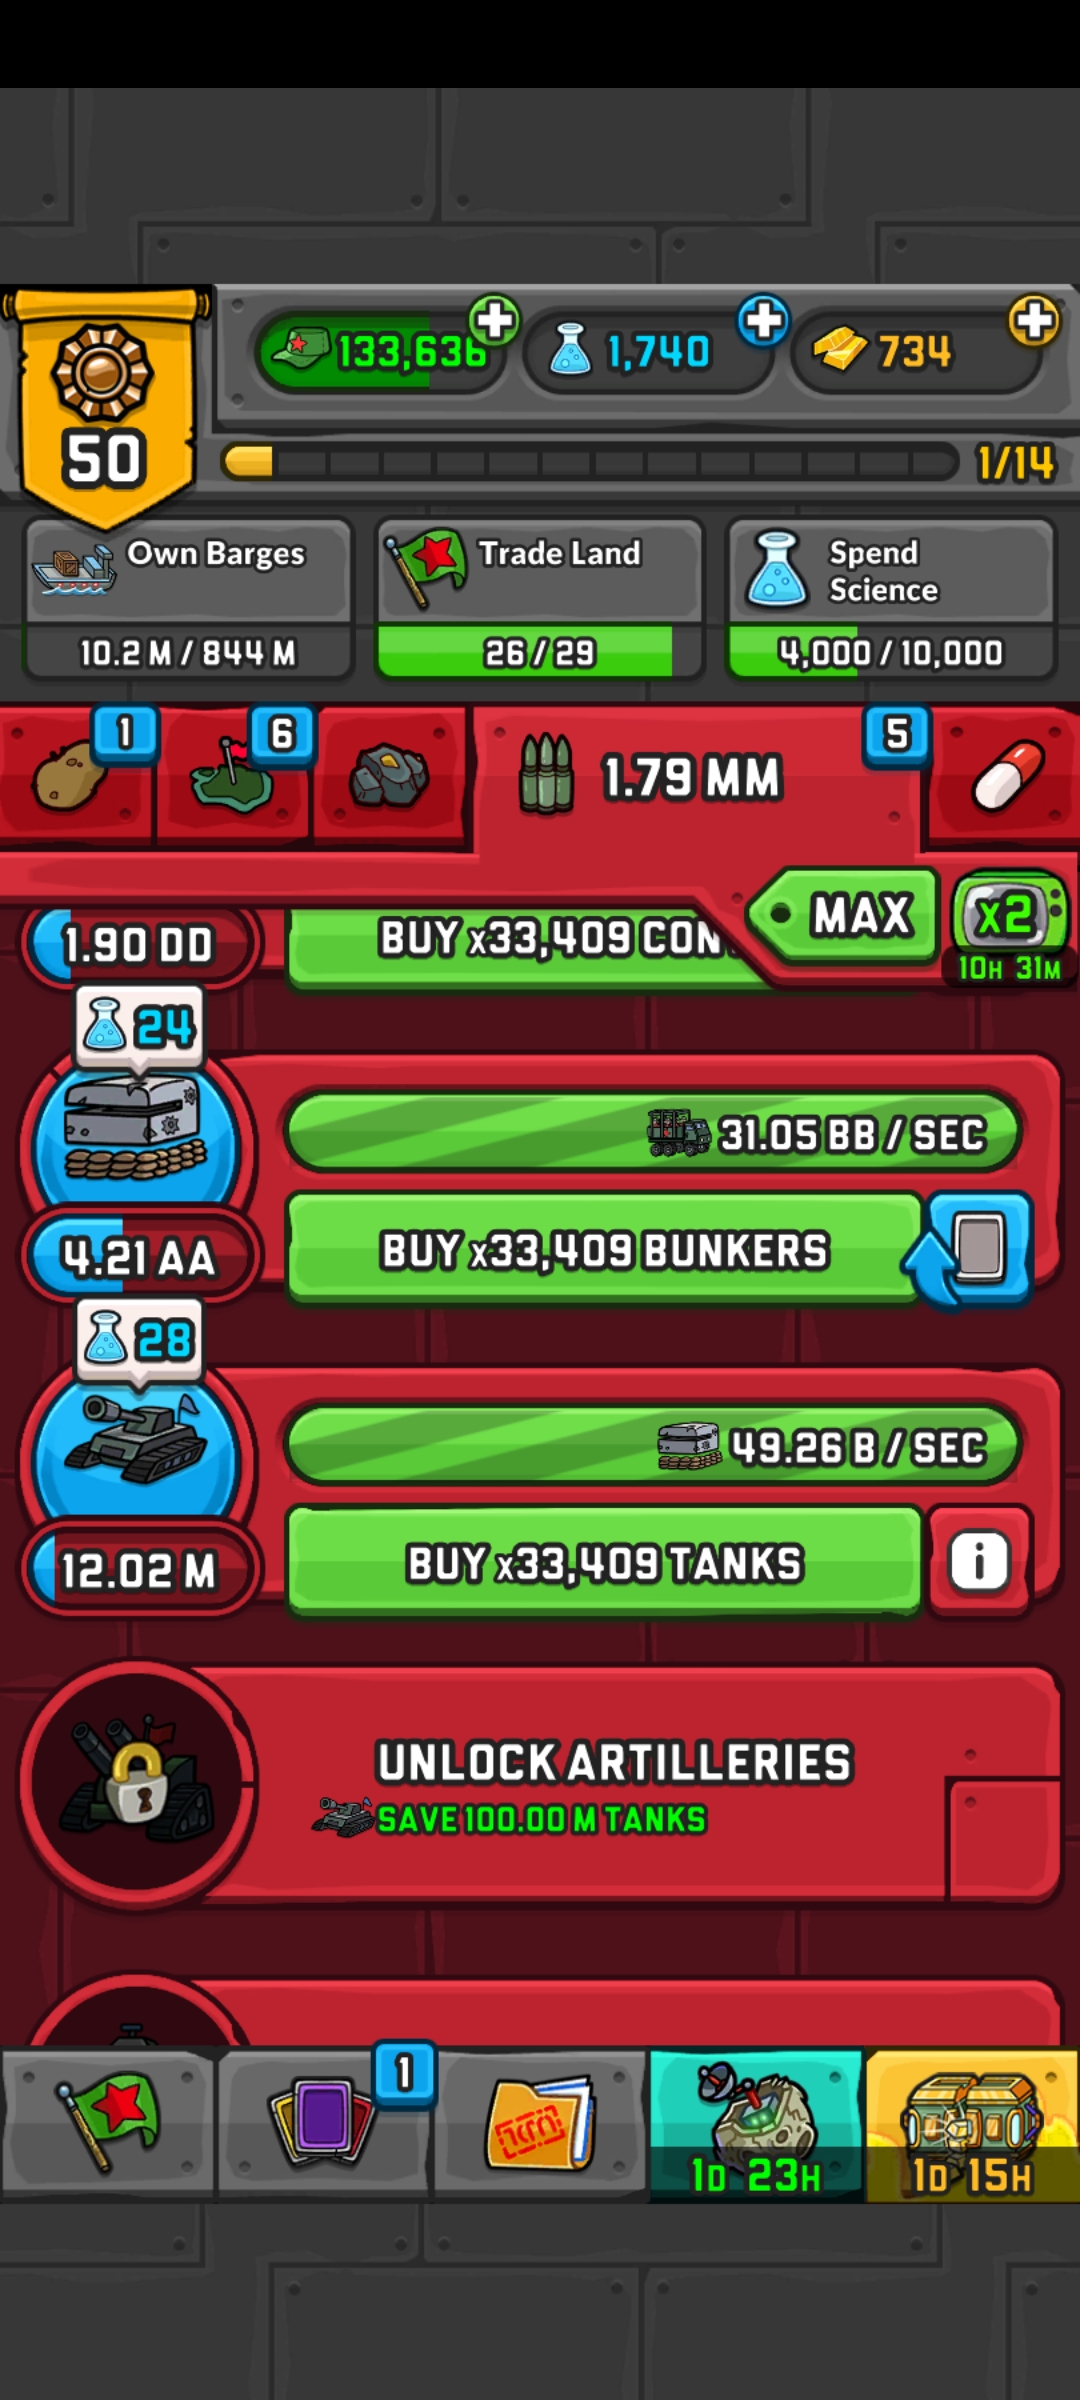 133,636
1,740
734
50
1/14
Own Barges
10.2 M / 844 M
Trade Land
26 / 29
Spend
Science
4,000 / 10,000
1
6
1.79 MM
5
MAX
x2
10H 31M
1.90 DD
BUY x33,409 CON
24
31.05 BB / SEC
4.21 AA
BUY x33,409 BUNKERS
28
49.26 B / SEC
12.02 M
BUY x33,409 TANKS
i
UNLOCK ARTILLERIES
SAVE 100.00 M TANKS
1
1D 23H
1D 15H